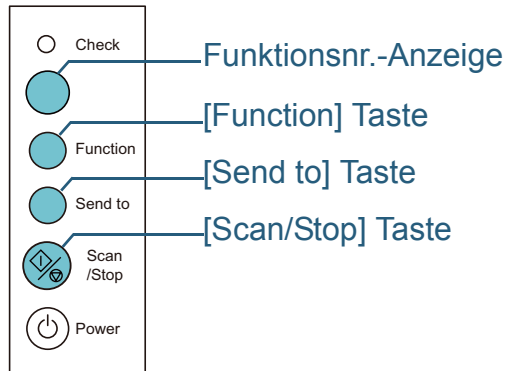 Check
Funktionsnr.-Anzeige
[Function] Taste
Function
[Send to] Taste
Send to
[Scan/Stop] Taste
Scan
/Stop
Power